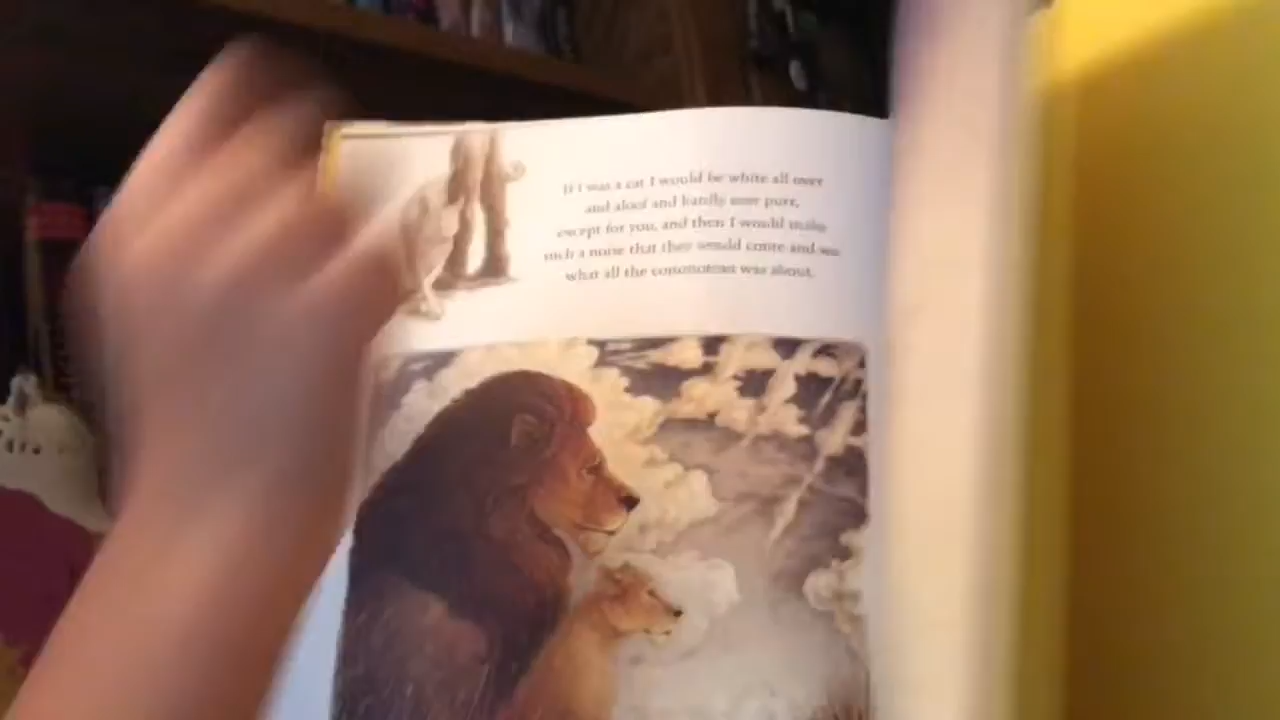 If I was a cat I would be white all over
and aloof and hardly ever purr,
except for you, and then I would make
such a noise that they would come and see
what all the commotion was about.